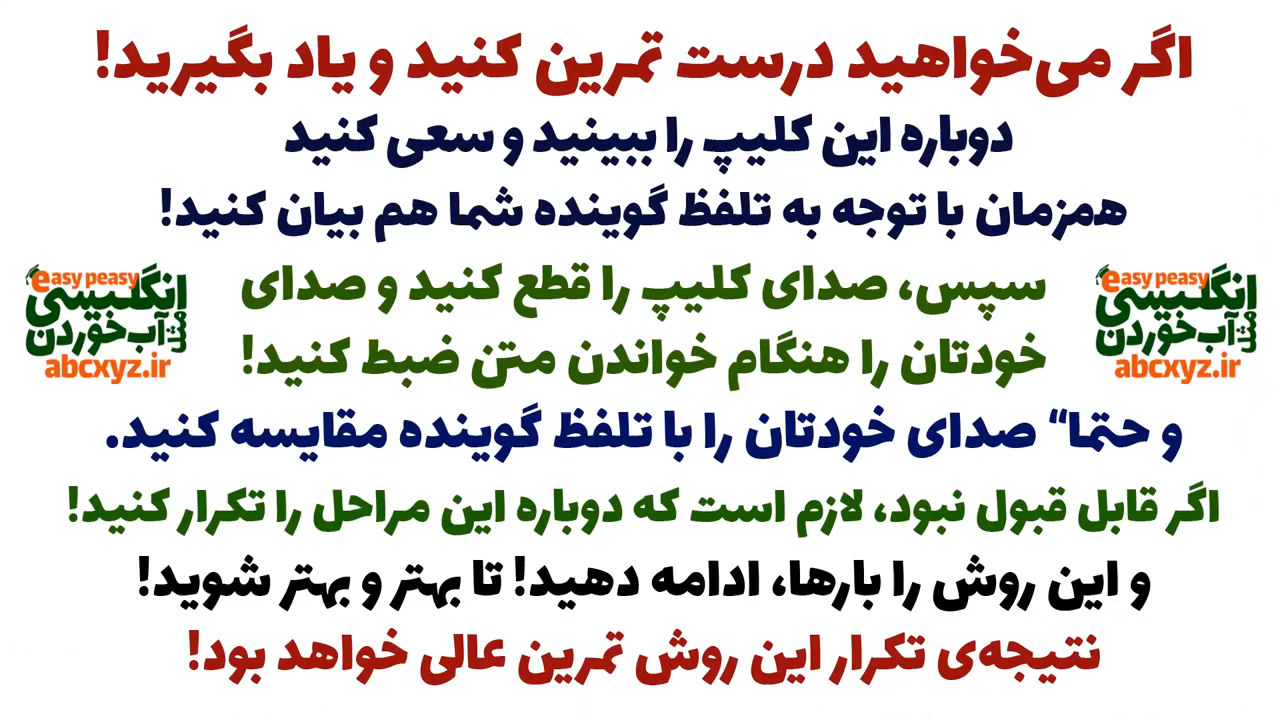 اگر می‌خواهید درست تمرین کنید و یاد بگیرید!
دوباره این کلیپ را ببینید و سعی کنید
همزمان با توجه به تلفظ گوینده شما هم بیان کنید!
سپس، صدای کلیپ را قطع کنید و صدای
خودتان را هنگام خواندن متن ضبط کنید!
easy peasy
انگلیسی
مثل آب خوردن
abcxyz.ir
easy peasy
انگلیسی
مثل آب خوردن
abcxyz.ir
و حتما“ صدای خودتان را با تلفظ گوینده مقایسه کنید.
اگر قابل قبول نبود، لازم است که دوباره این مراحل را تکرار کنید!
و این روش را بارها، ادامه دهید! تا بهتر و بهتر شوید!
نتیجه‌ی تکرار این روش تمرین عالی خواهد بود!